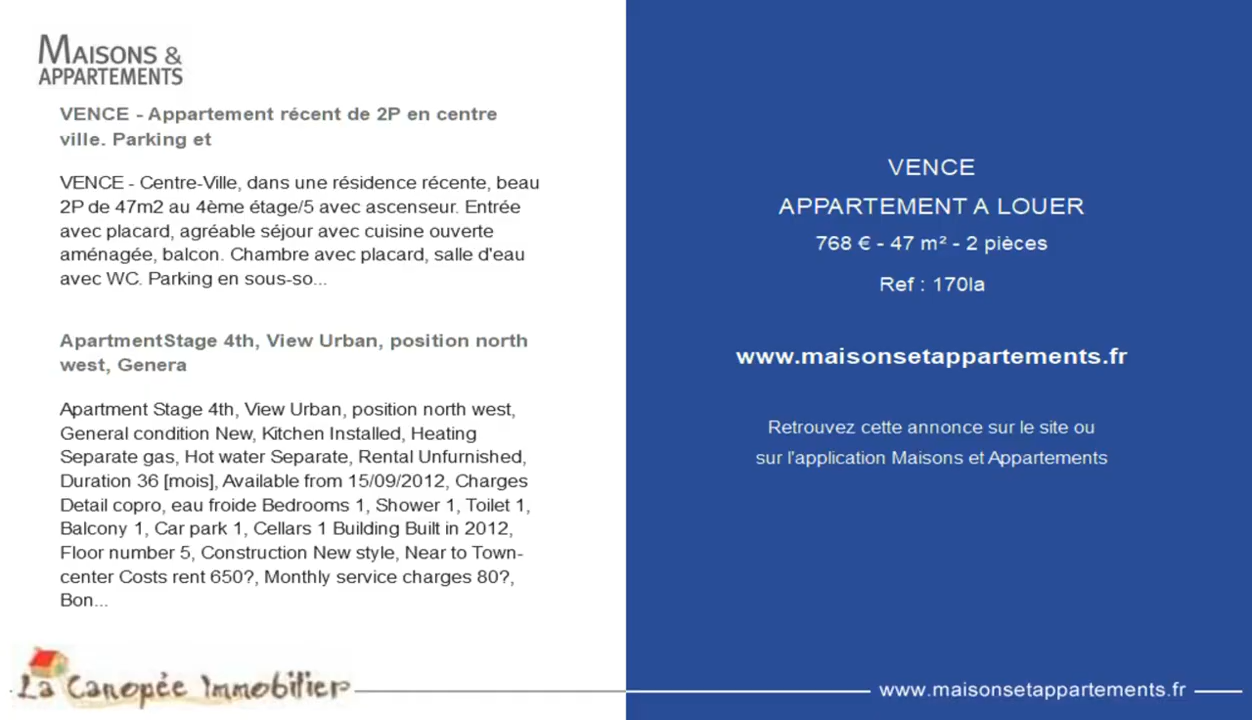 MAISONS &
APPARTEMENTS
VENCE - Appartement récent de 2P en centre
ville. Parking et
VENCE - Centre-Ville, dans une résidence récente, beau
2P de 47m2 au 4ème étage/5 avec ascenseur. Entrée
avec placard, agréable séjour avec cuisine ouverte
aménagée, balcon. Chambre avec placard, salle d'eau
avec WC. Parking en sous-so...
ApartmentStage 4th, View Urban, position north
west, Genera
Apartment Stage 4th, View Urban, position north west,
General condition New, Kitchen Installed, Heating
Separate gas, Hot water Separate, Rental Unfurnished,
Duration 36 [mois], Available from 15/09/2012, Charges
Detail copro, eau froide Bedrooms 1, Shower 1, Toilet 1,
Balcony 1, Car park 1, Cellars 1 Building Built in 2012,
Floor number 5, Construction New style, Near to Town-
center Costs rent 650?, Monthly service charges 80?,
Bon...
La Canopée Immobilier
VENCE
APPARTEMENT A LOUER
768 € - 47 m² - 2 pièces
Ref : 170la
www.maisonsetappartements.fr
Retrouvez cette annonce sur le site ou
sur l'application Maisons et Appartements
www.maisonsetappartements.fr